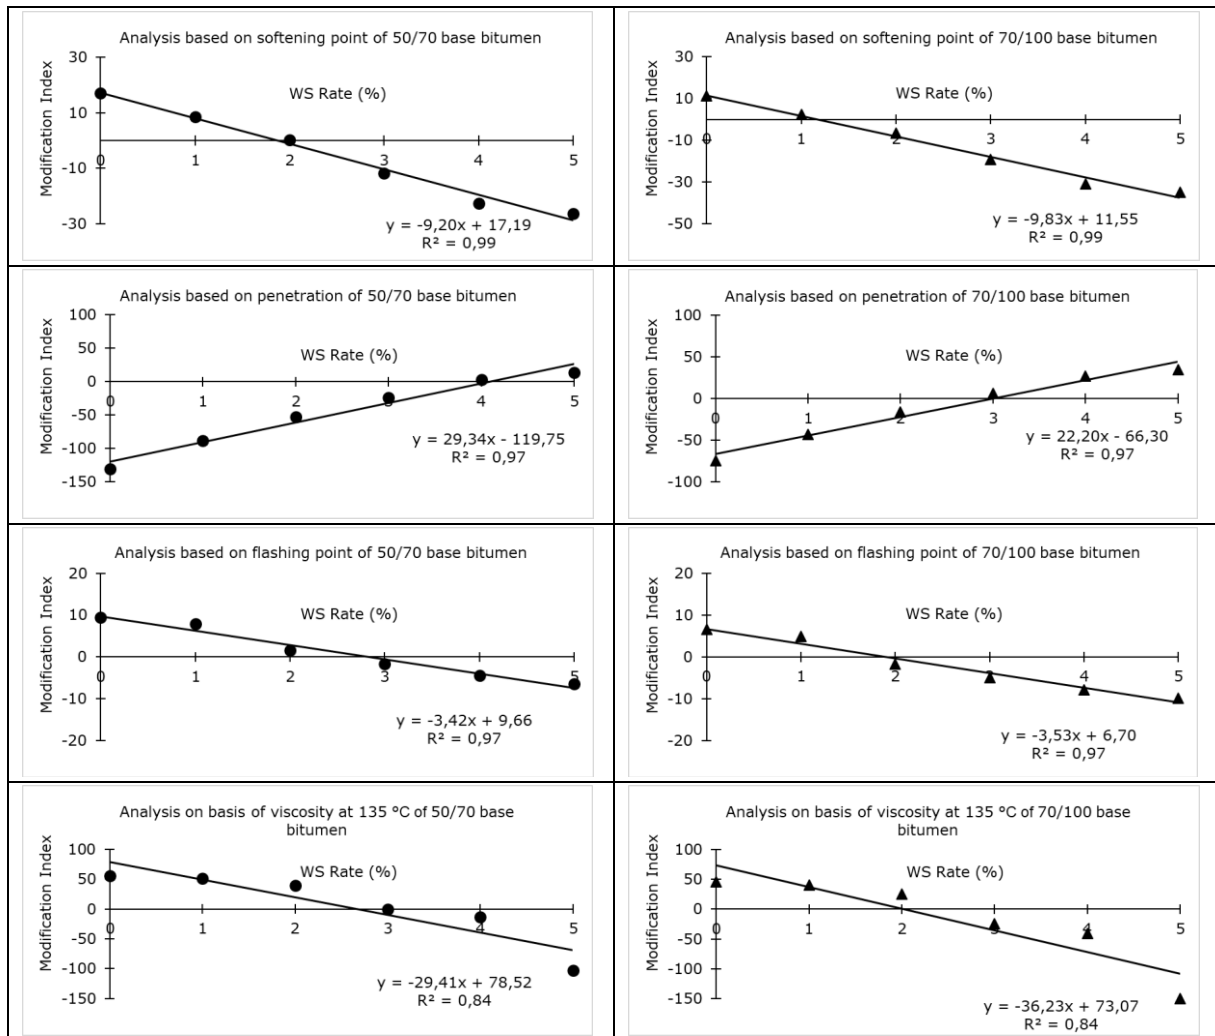 Analysis based on softening point of 50/70 base bitumen
Modification Index
WS Rate (%)
30
10
-10
-30
0
1
2
3
4
5
y = -9,20x + 17,19
R² = 0,99
Analysis based on softening point of 70/100 base bitumen
Modification Index
WS Rate (%)
30
10
-10
-30
-50
0
1
2
3
4
5
y = -9,83x + 11,55
R² = 0,99
Analysis based on penetration of 50/70 base bitumen
Modification Index
WS Rate (%)
100
50
0
-50
-100
-150
0
1
2
3
4
5
y = 29,34x - 119,75
R² = 0,97
Analysis based on penetration of 70/100 base bitumen
Modification Index
WS Rate (%)
100
50
0
-50
-100
0
1
2
3
4
5
y = 22,20x - 66,30
R² = 0,97
Analysis based on flashing point of 50/70 base bitumen
Modification Index
WS Rate (%)
20
10
0
-10
-20
0
1
2
3
4
5
y = -3,42x + 9,66
R² = 0,97
Analysis based on flashing point of 70/100 base bitumen
Modification Index
WS Rate (%)
20
10
0
-10
-20
0
1
2
3
4
5
y = -3,53x + 6,70
R² = 0,97
Analysis on basis of viscosity at 135 °C of 50/70 base
bitumen
Modification Index
WS Rate (%)
100
50
0
-50
-100
-150
0
1
2
3
4
5
y = -29,41x + 78,52
R² = 0,84
Analysis on basis of viscosity at 135 °C of 70/100 base
bitumen
Modification Index
WS Rate (%)
100
50
0
-50
-100
-150
0
1
2
3
4
5
y = -36,23x + 73,07
R² = 0,84